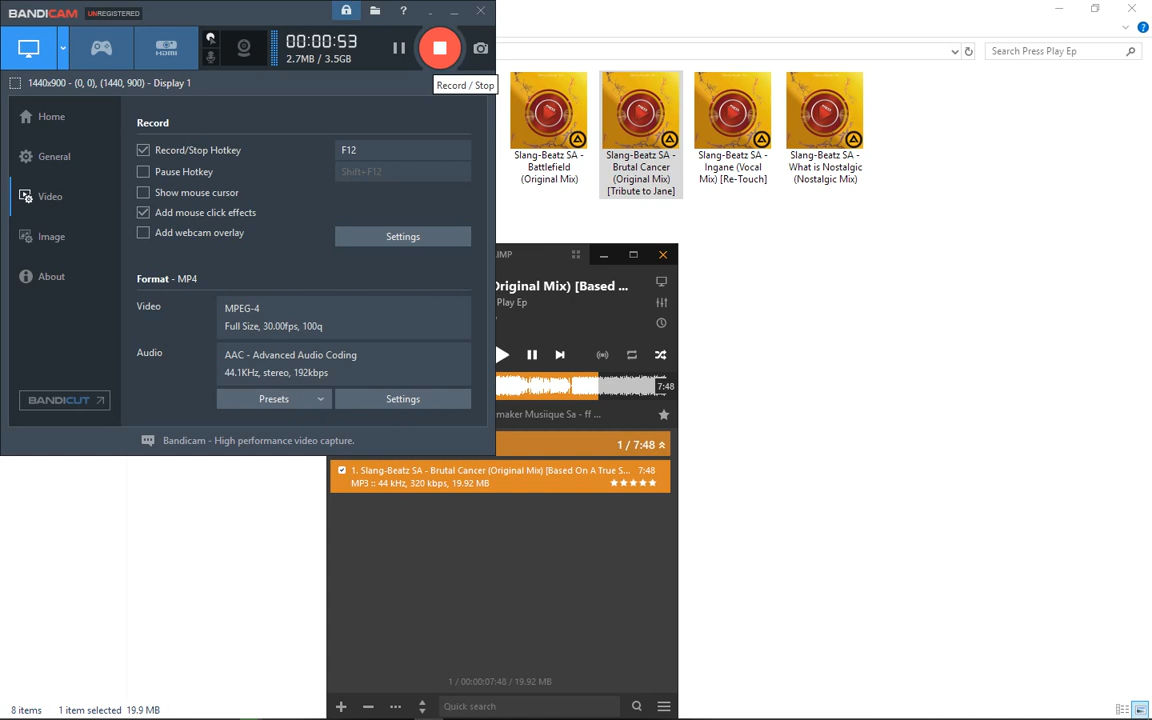 BANDICAM UNREGISTERED
?
HDMI
00:00:53
2.7MB / 3.5GB
Record / Stop
1440x900 - (0, 0), (1440, 900) - Display 1
Home
General
Video
Image
About
BANDICUT
Record
Record/Stop Hotkey
F12
Pause Hotkey
Shift+F12
Show mouse cursor
Add mouse click effects
Add webcam overlay
Settings
Format - MP4
Video
MPEG-4
Full Size, 30.00fps, 100q
Audio
AAC - Advanced Audio Coding
44.1KHz, stereo, 192kbps
Presets
Settings
Bandicam - High performance video capture.
Search Press Play Ep
Slang-Beatz SA -
Battlefield
(Original Mix)
Slang-Beatz SA -
Brutal Cancer
(Original Mix)
[Tribute to Jane]
Slang-Beatz SA -
Ingane (Vocal
Mix) [Re-Touch]
Slang-Beatz SA -
What is Nostalgic
(Nostalgic Mix)
Original Mix) [Based ...
Play Ep
7:48
maker Musiique Sa - ff ...
1 / 7:48
1. Slang-Beatz SA - Brutal Cancer (Original Mix) [Based On A True S... 7:48
MP3 :: 44 kHz, 320 kbps, 19.92 MB
1 / 00:00:07:48 / 19.92 MB
Quick search
8 items 1 item selected 19.9 MB